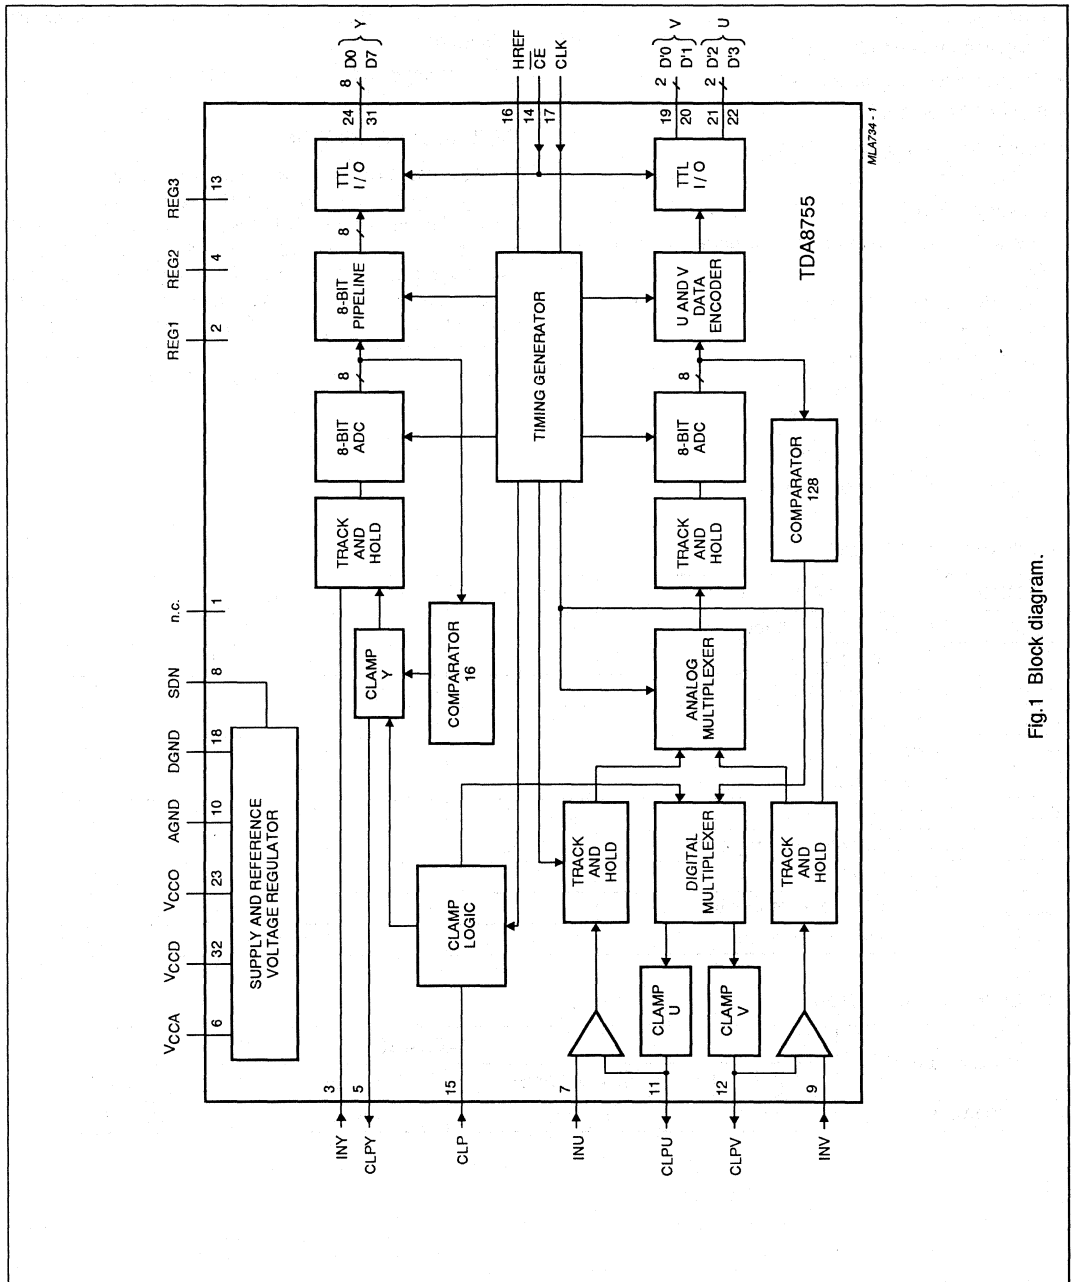 VCCA
VCCD
VCCO
AGND
DGND
SDN
n.c.
REG1
REG2
REG3
6
32
23
10
18
8
1
2
4
13
SUPPLY AND REFERENCE
VOLTAGE REGULATOR
INY
3
CLPY
5
CLP
15
INU
7
CLPU
11
CLPV
12
INV
9
TRACK
AND
HOLD
8-BIT
ADC
8
8-BIT
PIPELINE
8
TTL
I/O
24
31
8
D0
D7
Y
CLAMP
Y
COMPARATOR
16
CLAMP
LOGIC
TIMING GENERATOR
16
HREF
14
CE
17
CLK
TRACK
AND
HOLD
CLAMP
U
CLAMP
V
DIGITAL
MULTIPLEXER
ANALOG
MULTIPLEXER
TRACK
AND
HOLD
8-BIT
ADC
8
U AND V
DATA
ENCODER
TTL
I/O
19
20
2
D'0
D'1
V
21
22
2
D'2
D'3
U
TRACK
AND
HOLD
COMPARATOR
128
TDA8755
MLA734 - 1
Fig.1 Block diagram.